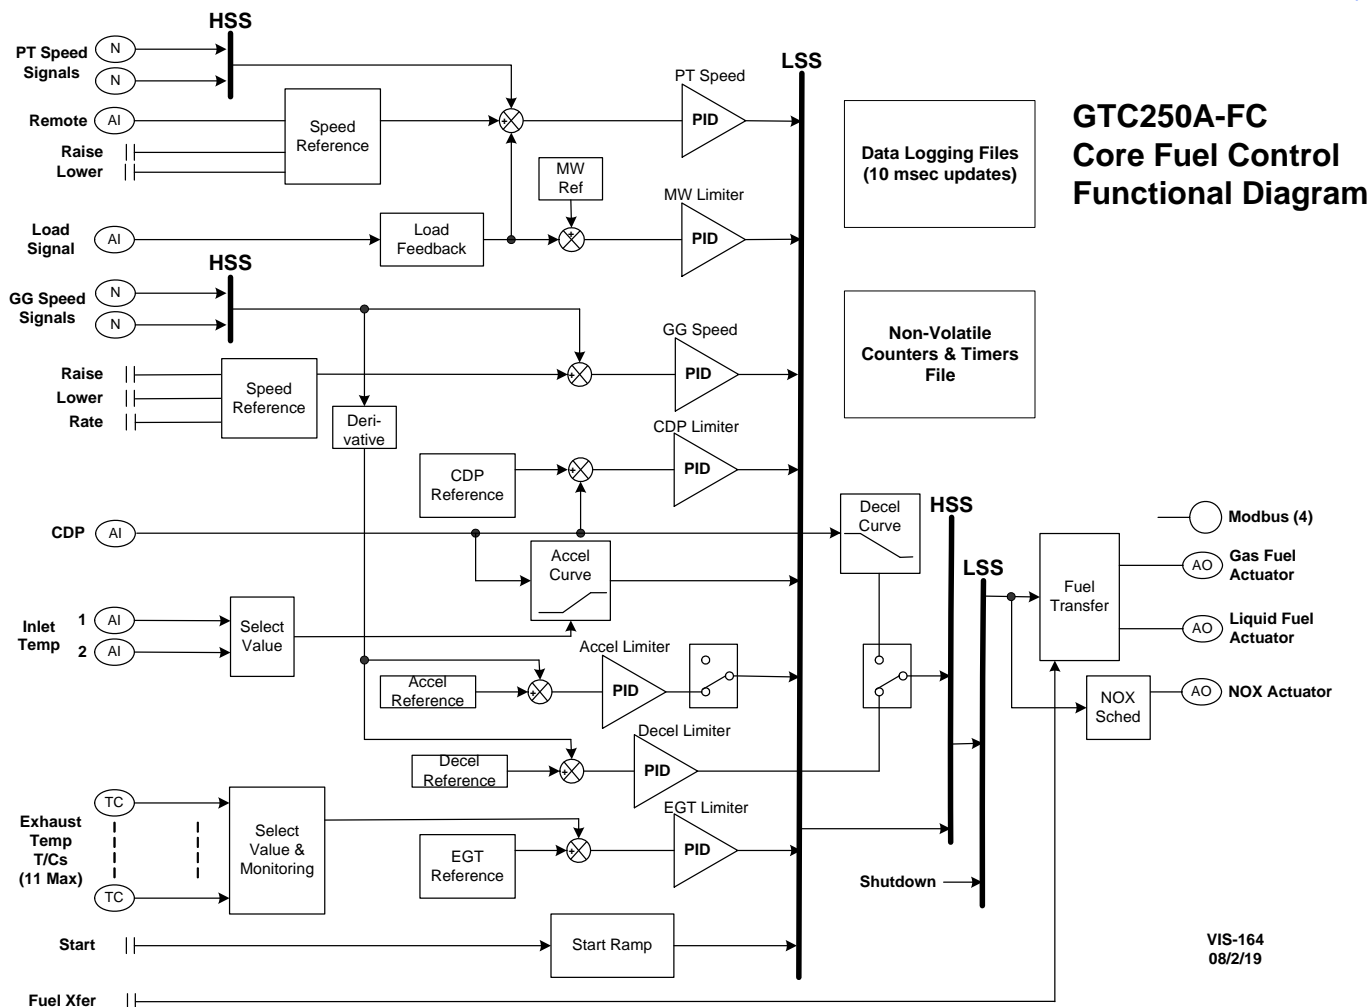 HSS
PT Speed
Signals
N
N
Remote
AI
Raise
Lower
Speed
Reference
PT Speed
PID
LSS
MW
Ref
MW Limiter
PID
Load
Signal
AI
Load
Feedback
Data Logging Files
(10 msec updates)
GTC250A-FC
Core Fuel Control
Functional Diagram
HSS
GG Speed
Signals
N
N
GG Speed
PID
Non-Volatile
Counters & Timers
File
Raise
Lower
Rate
Speed
Reference
Deri-
vative
CDP Limiter
PID
CDP
Reference
CDP
AI
Accel
Curve
Decel
Curve
HSS
LSS
Modbus (4)
Fuel
Transfer
AO
Gas Fuel
Actuator
AO
Liquid Fuel
Actuator
NOX
Sched
AO
NOX Actuator
Inlet
Temp
1
AI
2
AI
Select
Value
Accel Limiter
Accel
Reference
PID
Decel Limiter
Decel
Reference
PID
Exhaust
Temp
T/Cs
(11 Max)
TC
TC
Select
Value &
Monitoring
EGT Limiter
EGT
Reference
PID
Shutdown
Start
Start Ramp
Fuel Xfer
VIS-164
08/2/19
+
+
+
+
+
+
+